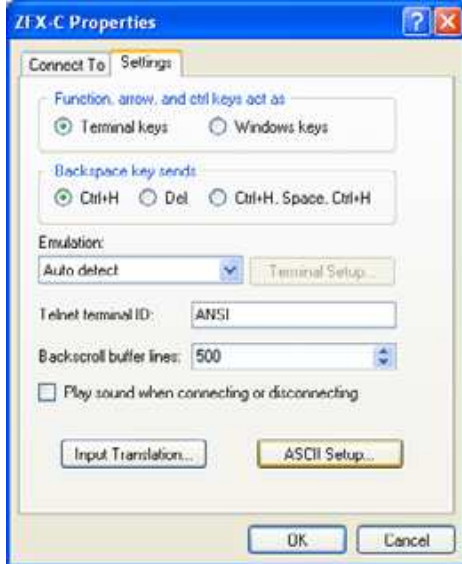 ZFX-C Properties
Connect To Settings
Function, arrow, and ctrl keys act as
Terminal keys Windows keys
Backspace key sends
Ctrl+H Del Ctrl+H, Space, Ctrl+H
Emulation:
Auto detect Terminal Setup...
Telnet terminal ID: ANSI
Backscroll buffer lines: 500
Play sound when connecting or disconnecting
Input Translation... ASCII Setup...
OK Cancel